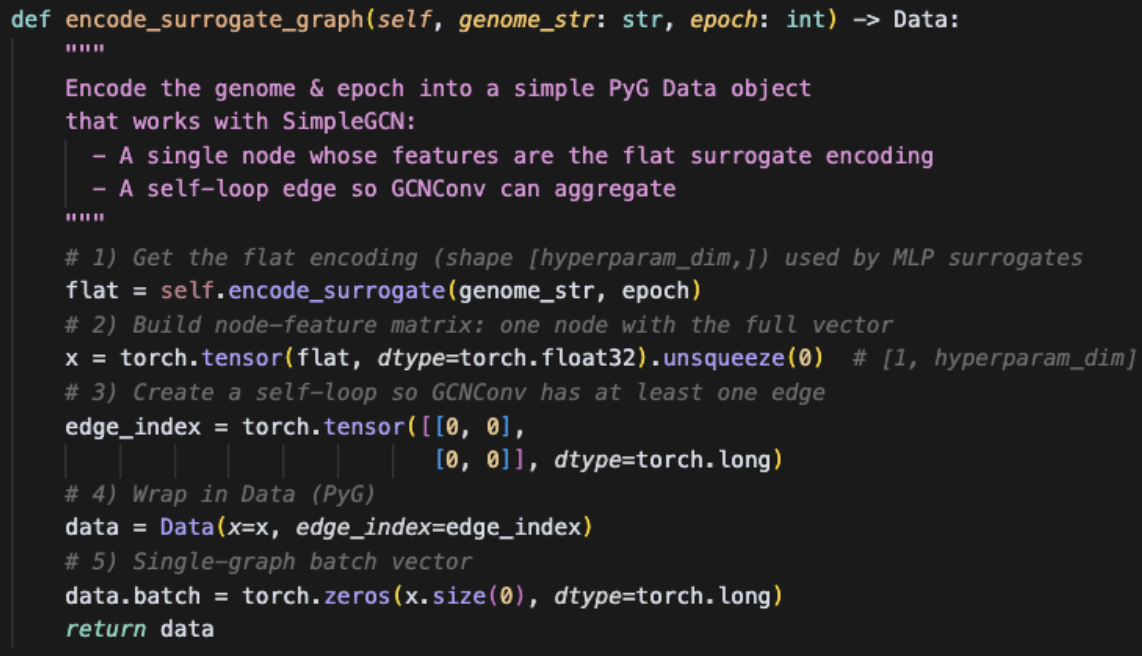 def encode_surrogate_graph(self, genome_str: str, epoch: int) -> Data:
    """
    Encode the genome & epoch into a simple PyG Data object
    that works with SimpleGCN:
      - A single node whose features are the flat surrogate encoding
      - A self-loop edge so GCNConv can aggregate
    """
    # 1) Get the flat encoding (shape [hyperparam_dim,]) used by MLP surrogates
    flat = self.encode_surrogate(genome_str, epoch)
    # 2) Build node-feature matrix: one node with the full vector
    x = torch.tensor(flat, dtype=torch.float32).unsqueeze(0)  # [1, hyperparam_dim]
    # 3) Create a self-loop so GCNConv has at least one edge
    edge_index = torch.tensor([[0, 0],
                               [0, 0]], dtype=torch.long)
    # 4) Wrap in Data (PyG)
    data = Data(x=x, edge_index=edge_index)
    # 5) Single-graph batch vector
    data.batch = torch.zeros(x.size(0), dtype=torch.long)
    return data